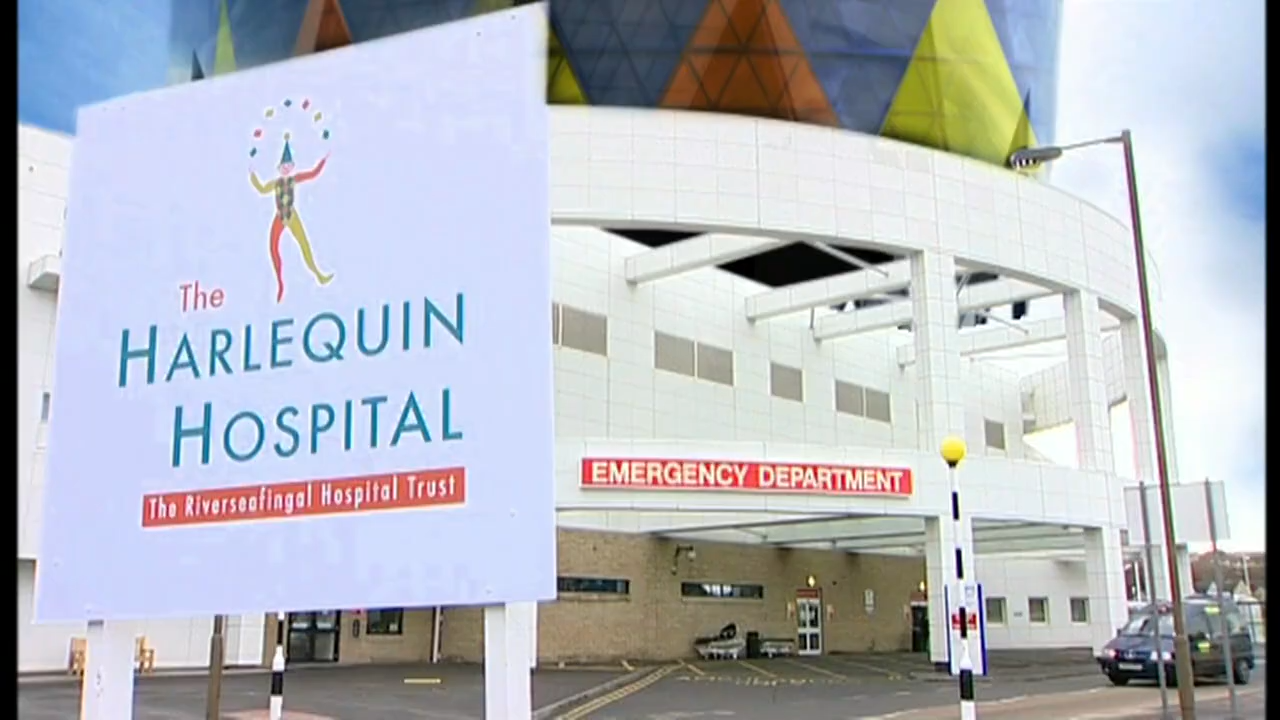 The
HARLEQUIN
HOSPITAL
The Riverseafingal Hospital Trust
EMERGENCY DEPARTMENT